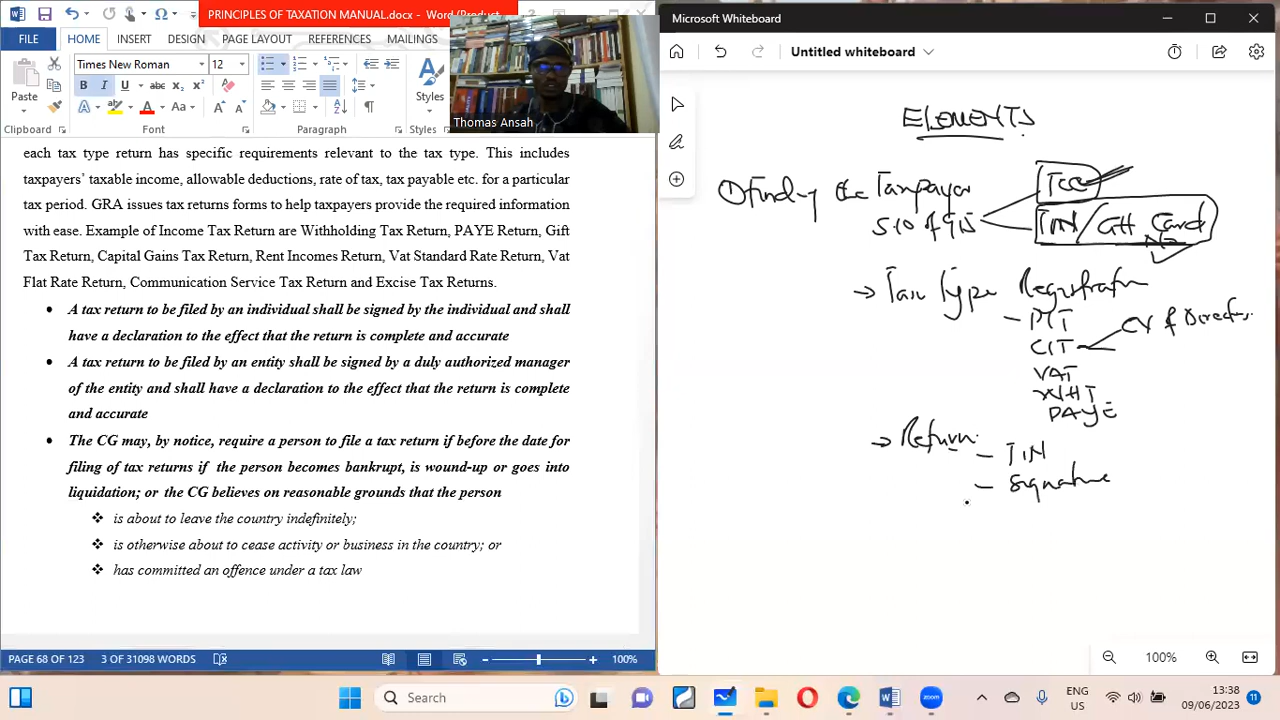 PRINCIPLES OF TAXATION MANUAL.docx - Word (Product
FILE HOME INSERT DESIGN PAGE LAYOUT REFERENCES MAILINGS
Times New Roman 12
Paste
Styles
Clipboard Font Paragraph Styles
Thomas Ansah
each tax type return has specific requirements relevant to the tax type. This includes
taxpayers' taxable income, allowable deductions, rate of tax, tax payable etc. for a particular
tax period. GRA issues tax returns forms to help taxpayers provide the required information
with ease. Example of Income Tax Return are Withholding Tax Return, PAYE Return, Gift
Tax Return, Capital Gains Tax Return, Rent Incomes Return, Vat Standard Rate Return, Vat
Flat Rate Return, Communication Service Tax Return and Excise Tax Returns.
• A tax return to be filed by an individual shall be signed by the individual and shall
have a declaration to the effect that the return is complete and accurate
• A tax return to be filed by an entity shall be signed by a duly authorized manager
of the entity and shall have a declaration to the effect that the return is complete
and accurate
• The CG may, by notice, require a person to file a tax return if before the date for
filing of tax returns if the person becomes bankrupt, is wound-up or goes into
liquidation; or the CG believes on reasonable grounds that the person
❖ is about to leave the country indefinitely;
❖ is otherwise about to cease activity or business in the country; or
❖ has committed an offence under a tax law
PAGE 68 OF 123 3 OF 31098 WORDS 100%
Microsoft Whiteboard
Untitled whiteboard
ELEMENTS
① Finding the Taxpayer
TCC
S.10 of 915
TIN/GH Card
No
→ Tax Type Registration
- PIT
CV of Directors
CIT
VAT
WHT
PAYE
→ Return
- TIN
- Signature
100%
Search
ENG
US
13:38
09/06/2023
11